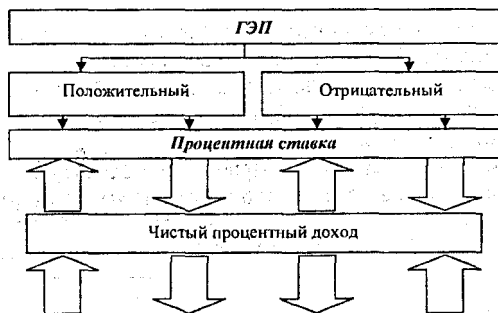 ГЭП
Положительный
Отрицательный
Процентная ставка
Чистый процентный доход